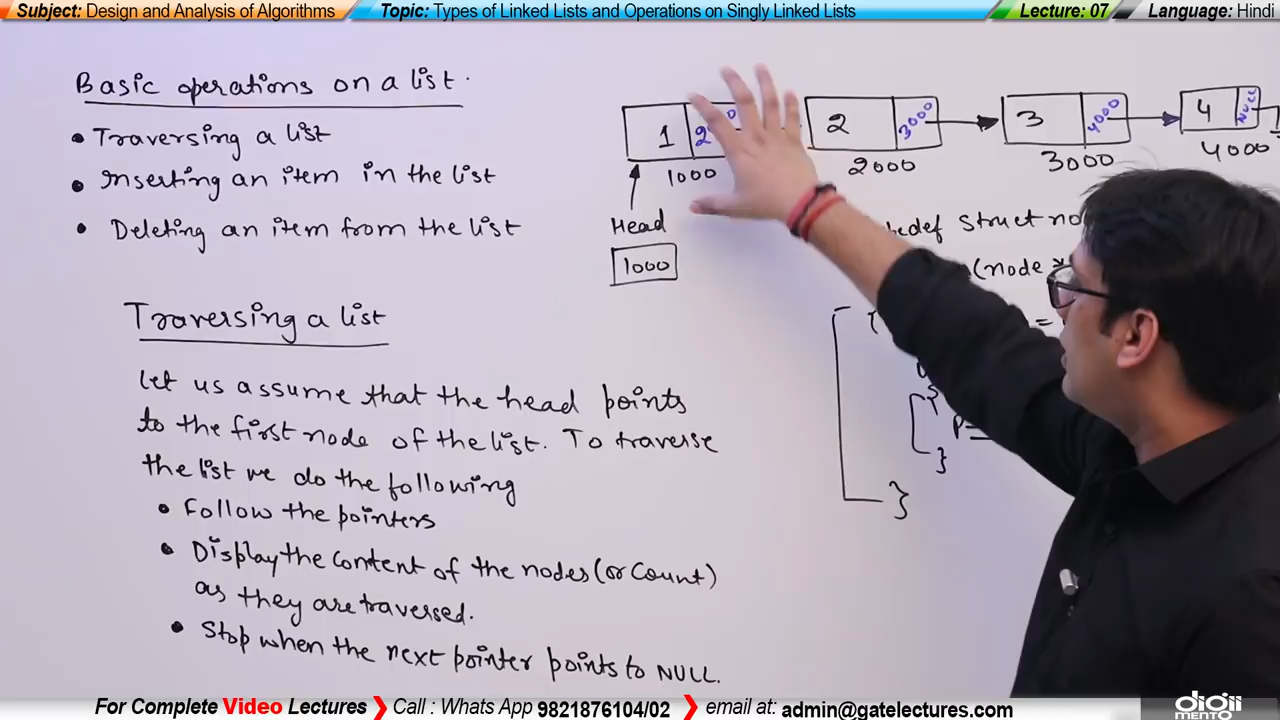 Subject: Design and Analysis of Algorithms
Topic: Types of Linked Lists and Operations on Singly Linked Lists
Lecture: 07
Language: Hindi
Basic operations on a list.
• Traversing a list
• Inserting an item in the list
• Deleting an item from the list
Traversing a list
Let us assume that the head points
to the first node of the list. To traverse
the list we do the following
• Follow the pointers
• Display the content of the nodes (or count)
as they are traversed.
• Stop when the next pointer points to NULL.
1
2 3000
3 4000
4 NULL
1000
2000
3000
4000
Head
1000
Struct
(node
{
=
{
}
}
For Complete Video Lectures
Call : Whats App 9821876104/02
email at: admin@gatelectures.com
digii
MENTO